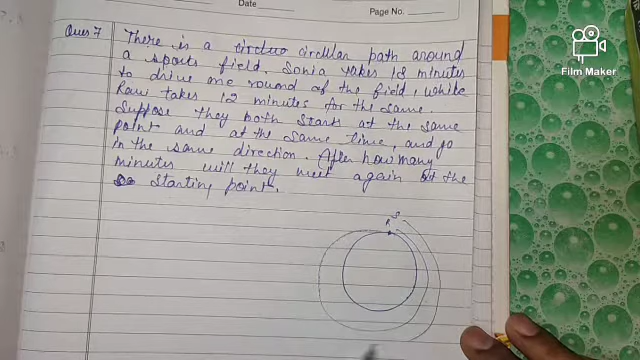 Date
Page No.
Ques 7 There is a circular path around
a sports field. Sonia takes 18 minutes
to drive one round of the field, while
Ravi takes 12 minutes for the same.
Suppose they both starts at the same
point and at the same time, and go
in the same direction. After how many
minutes will they meet again at the
starting point.
R S
Film Maker